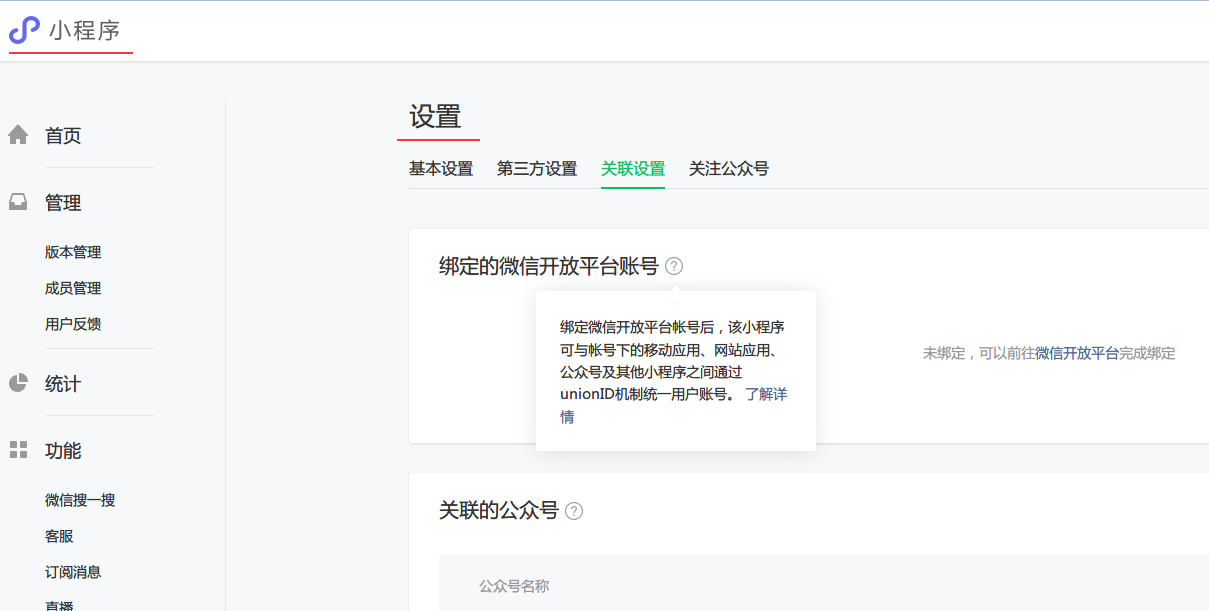 小程序
首页
管理
版本管理
成员管理
用户反馈
统计
功能
微信搜一搜
客服
订阅消息
直播
设置
基本设置 第三方设置 关联设置 关注公众号
绑定的微信开放平台账号 ?
绑定微信开放平台帐号后，该小程序
可与帐号下的移动应用、网站应用、
公众号及其他小程序之间通过
unionID机制统一用户账号。 了解详
情
未绑定，可以前往微信开放平台完成绑定
关联的公众号 ?
公众号名称